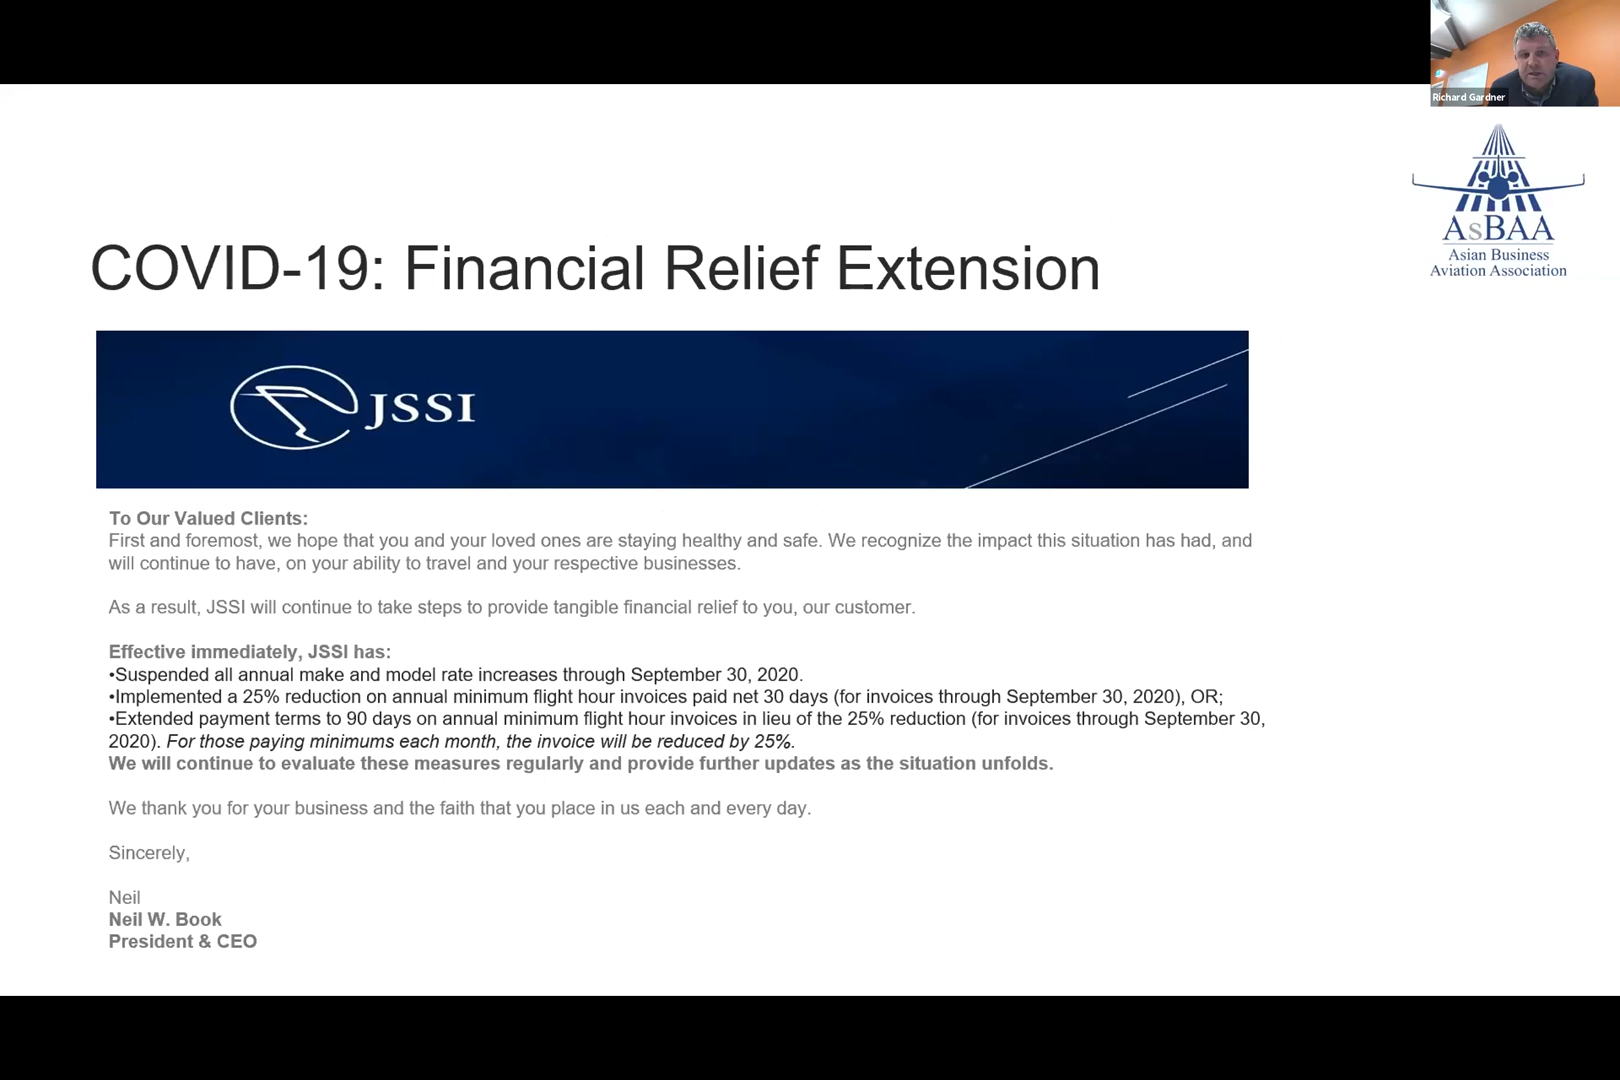 Richard Gardner
AsBAA
Asian Business
Aviation Association
COVID-19: Financial Relief Extension
JSSI
To Our Valued Clients:
First and foremost, we hope that you and your loved ones are staying healthy and safe. We recognize the impact this situation has had, and
will continue to have, on your ability to travel and your respective businesses.
As a result, JSSI will continue to take steps to provide tangible financial relief to you, our customer.
Effective immediately, JSSI has:
•Suspended all annual make and model rate increases through September 30, 2020.
•Implemented a 25% reduction on annual minimum flight hour invoices paid net 30 days (for invoices through September 30, 2020), OR;
•Extended payment terms to 90 days on annual minimum flight hour invoices in lieu of the 25% reduction (for invoices through September 30,
2020). For those paying minimums each month, the invoice will be reduced by 25%.
We will continue to evaluate these measures regularly and provide further updates as the situation unfolds.
We thank you for your business and the faith that you place in us each and every day.
Sincerely,
Neil
Neil W. Book
President & CEO